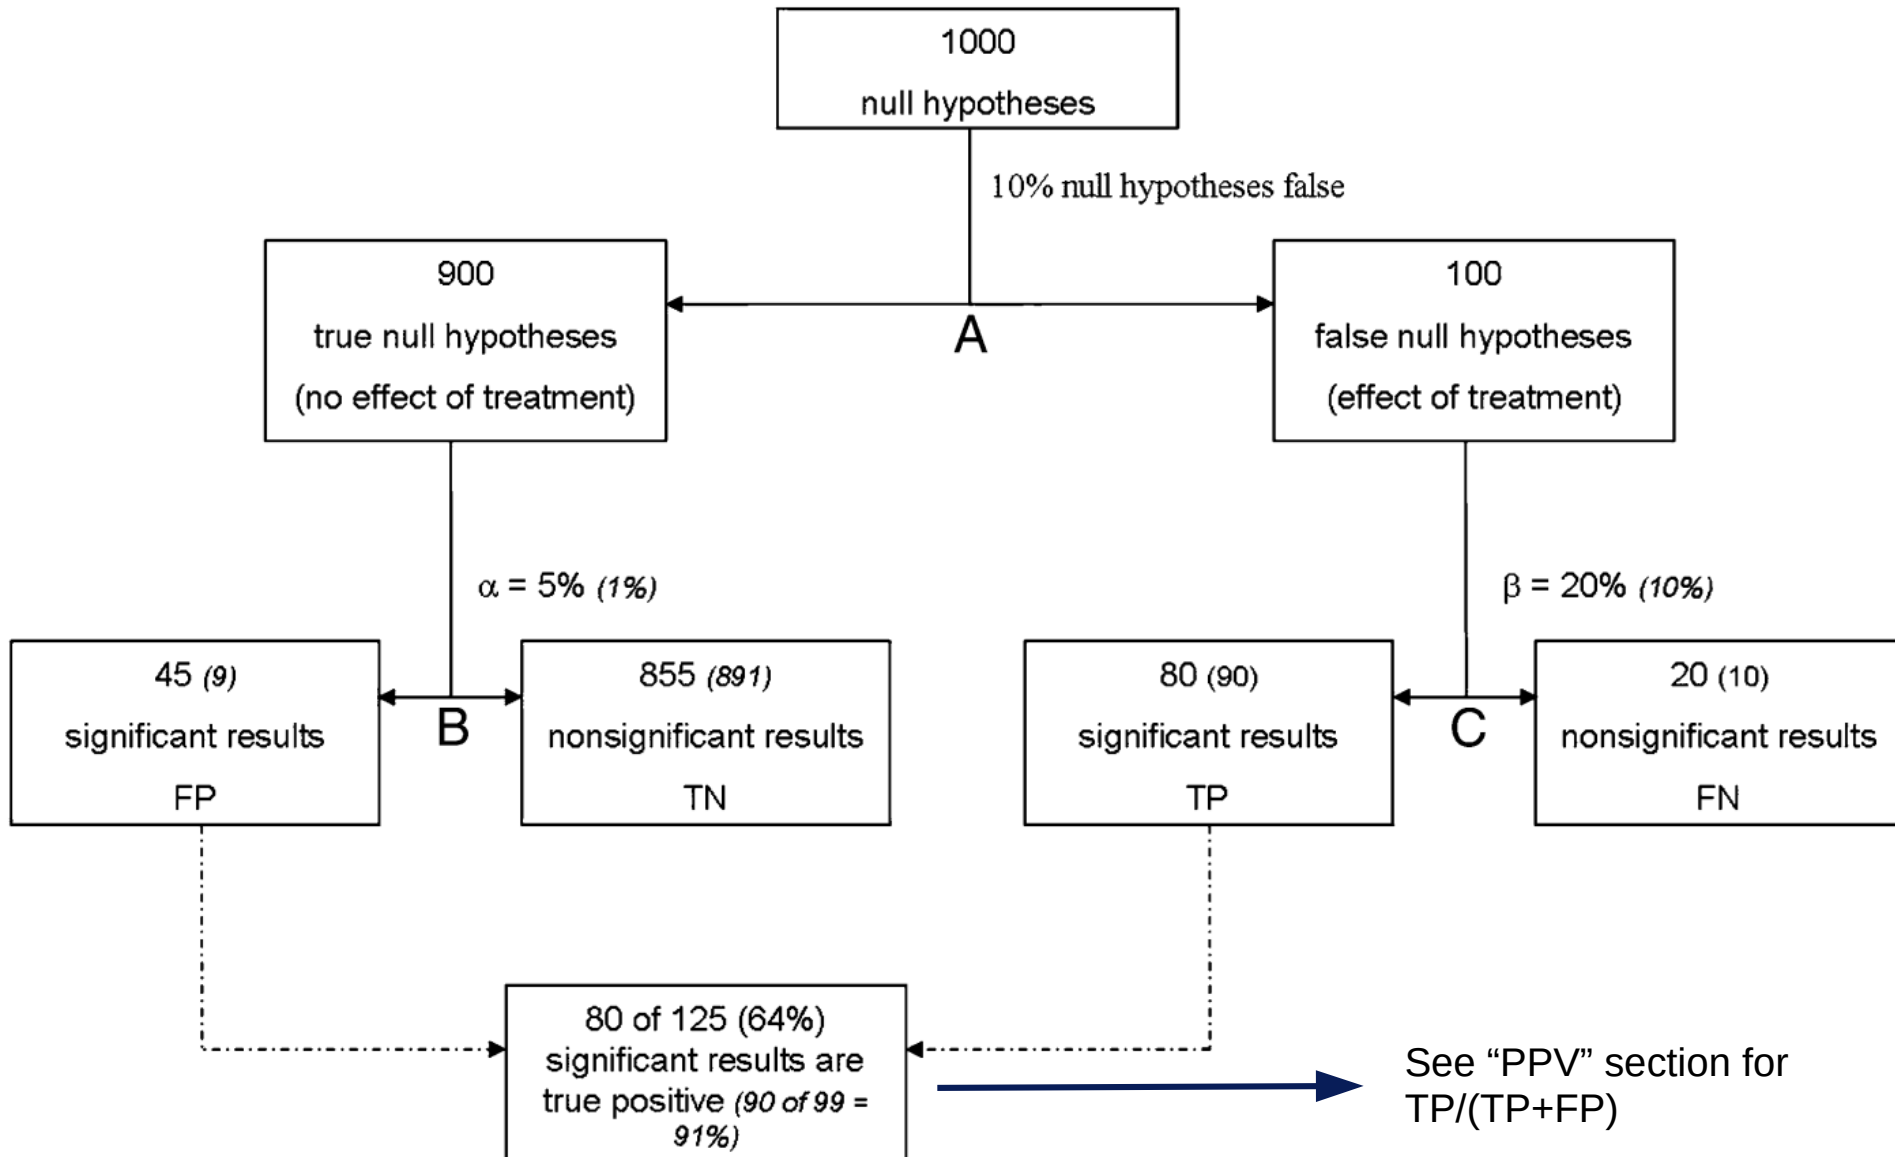 1000
null hypotheses
10% null hypotheses false
900
true null hypotheses
(no effect of treatment)
A
100
false null hypotheses
(effect of treatment)
α = 5% (1%)
β = 20% (10%)
45 (9)
significant results
FP
B
855 (891)
nonsignificant results
TN
80 (90)
significant results
TP
C
20 (10)
nonsignificant results
FN
80 of 125 (64%)
significant results are
true positive (90 of 99 =
91%)
See “PPV” section for
TP/(TP+FP)